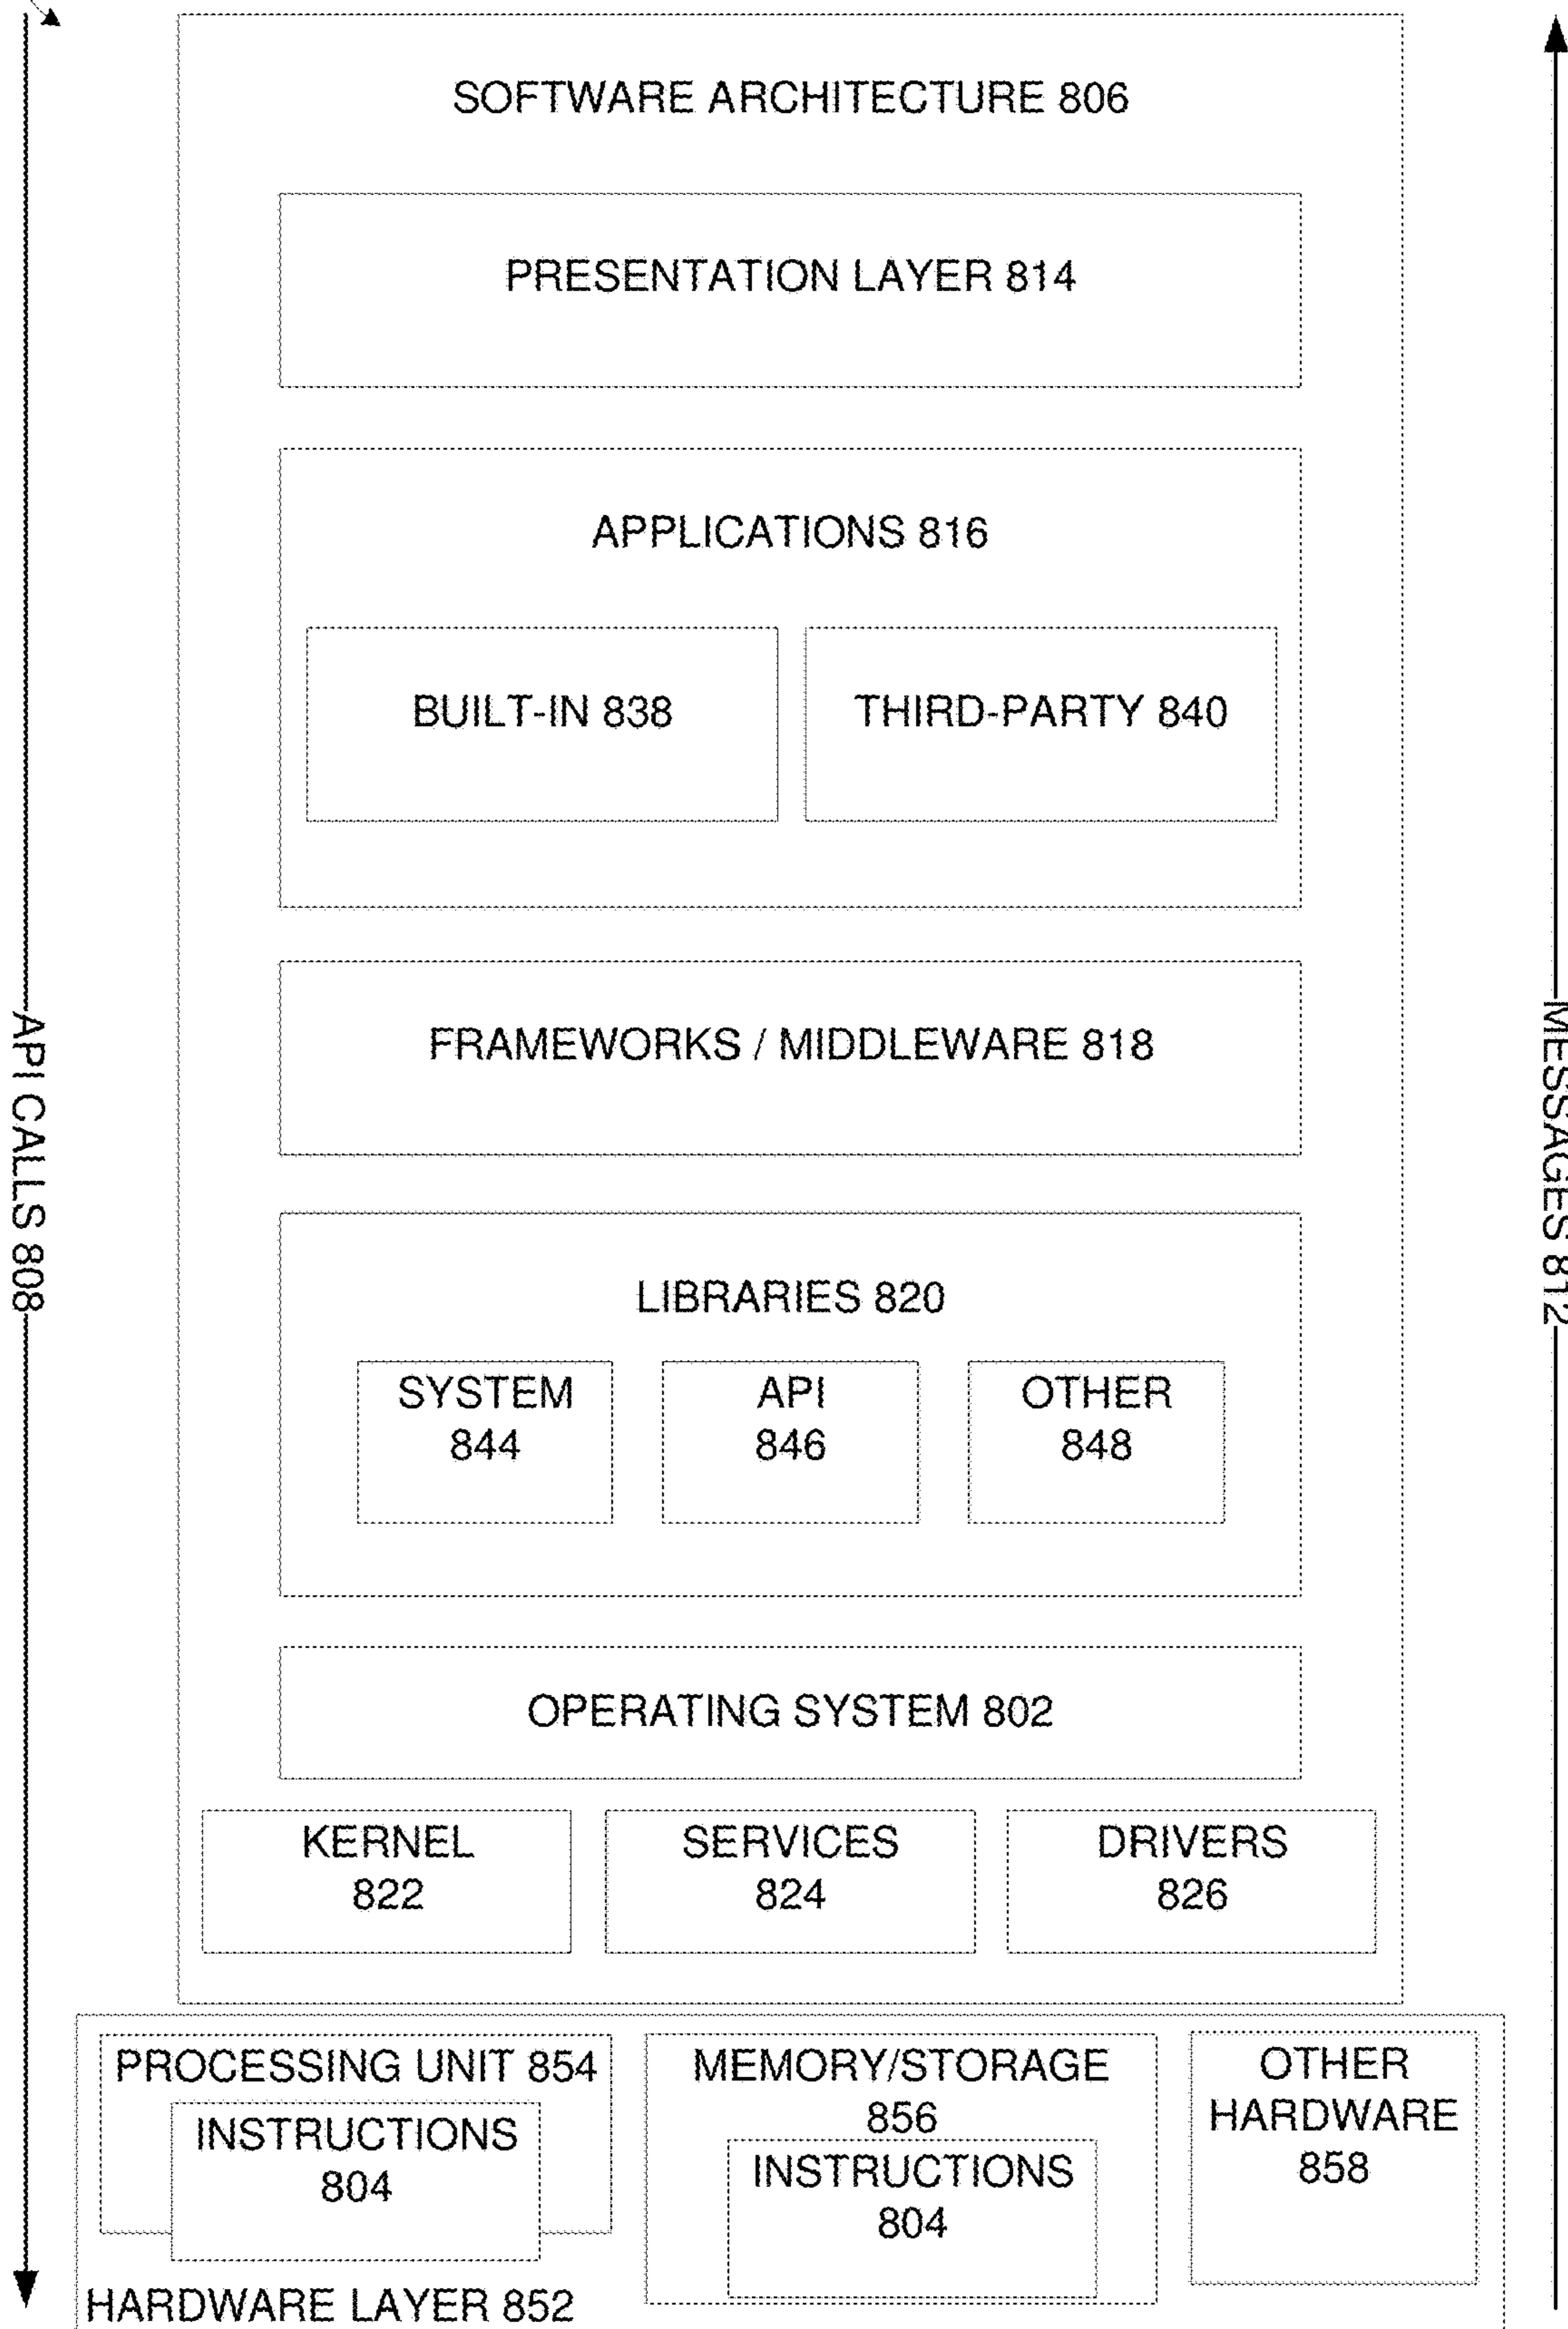 SOFTWARE ARCHITECTURE 806
PRESENTATION LAYER 814
APPLICATIONS 816
BUILT-IN 838
THIRD-PARTY 840
FRAMEWORKS / MIDDLEWARE 818
API CALLS 808
MESSAGES 812
LIBRARIES 820
SYSTEM
844
API
846
OTHER
848
OPERATING SYSTEM 802
KERNEL
822
SERVICES
824
DRIVERS
826
PROCESSING UNIT 854
INSTRUCTIONS
804
MEMORY/STORAGE
856
INSTRUCTIONS
804
OTHER
HARDWARE
858
HARDWARE LAYER 852